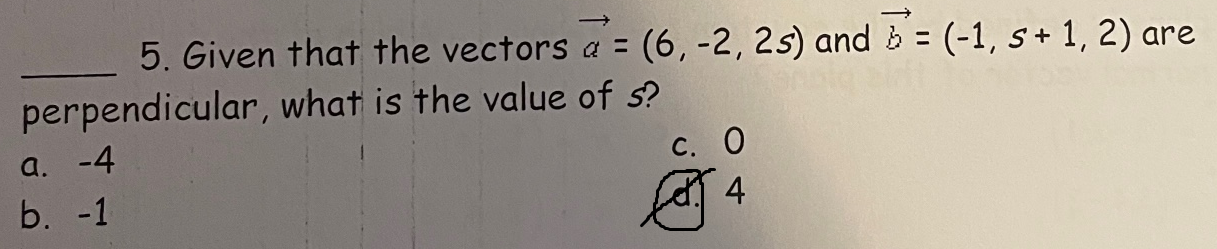 _____ 5. Given that the vectors a⃗ = (6, -2, 2s) and b⃗ = (-1, s + 1, 2) are
perpendicular, what is the value of s?
a. -4
b. -1
c. 0
d. 4